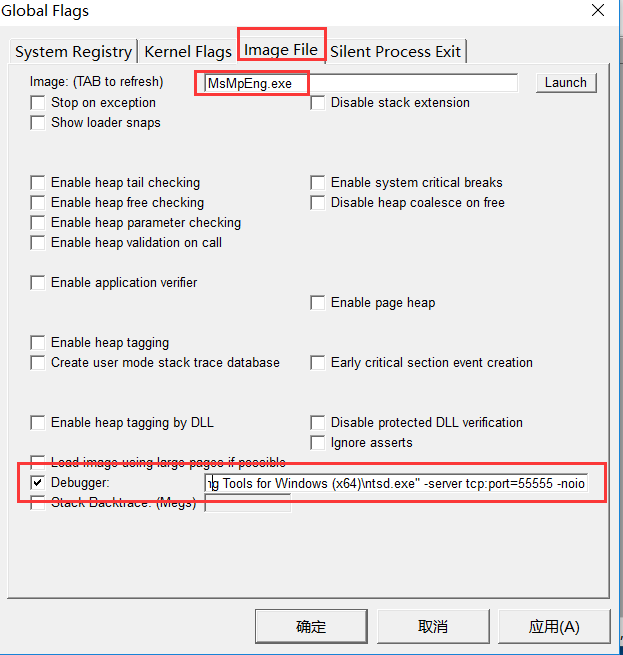 Global Flags
System Registry Kernel Flags Image File Silent Process Exit
Image: (TAB to refresh) MsMpEng.exe Launch
Stop on exception Disable stack extension
Show loader snaps
Enable heap tail checking Enable system critical breaks
Enable heap free checking Disable heap coalesce on free
Enable heap parameter checking
Enable heap validation on call
Enable application verifier
Enable page heap
Enable heap tagging
Create user mode stack trace database Early critical section event creation
Enable heap tagging by DLL Disable protected DLL verification
Ignore asserts
Load image using large pages if possible
Debugger: g Tools for Windows (x64)\ntsd.exe" -server tcp:port=55555 -noio
Stack Backtrace: (Megs)
确定 取消 应用(A)